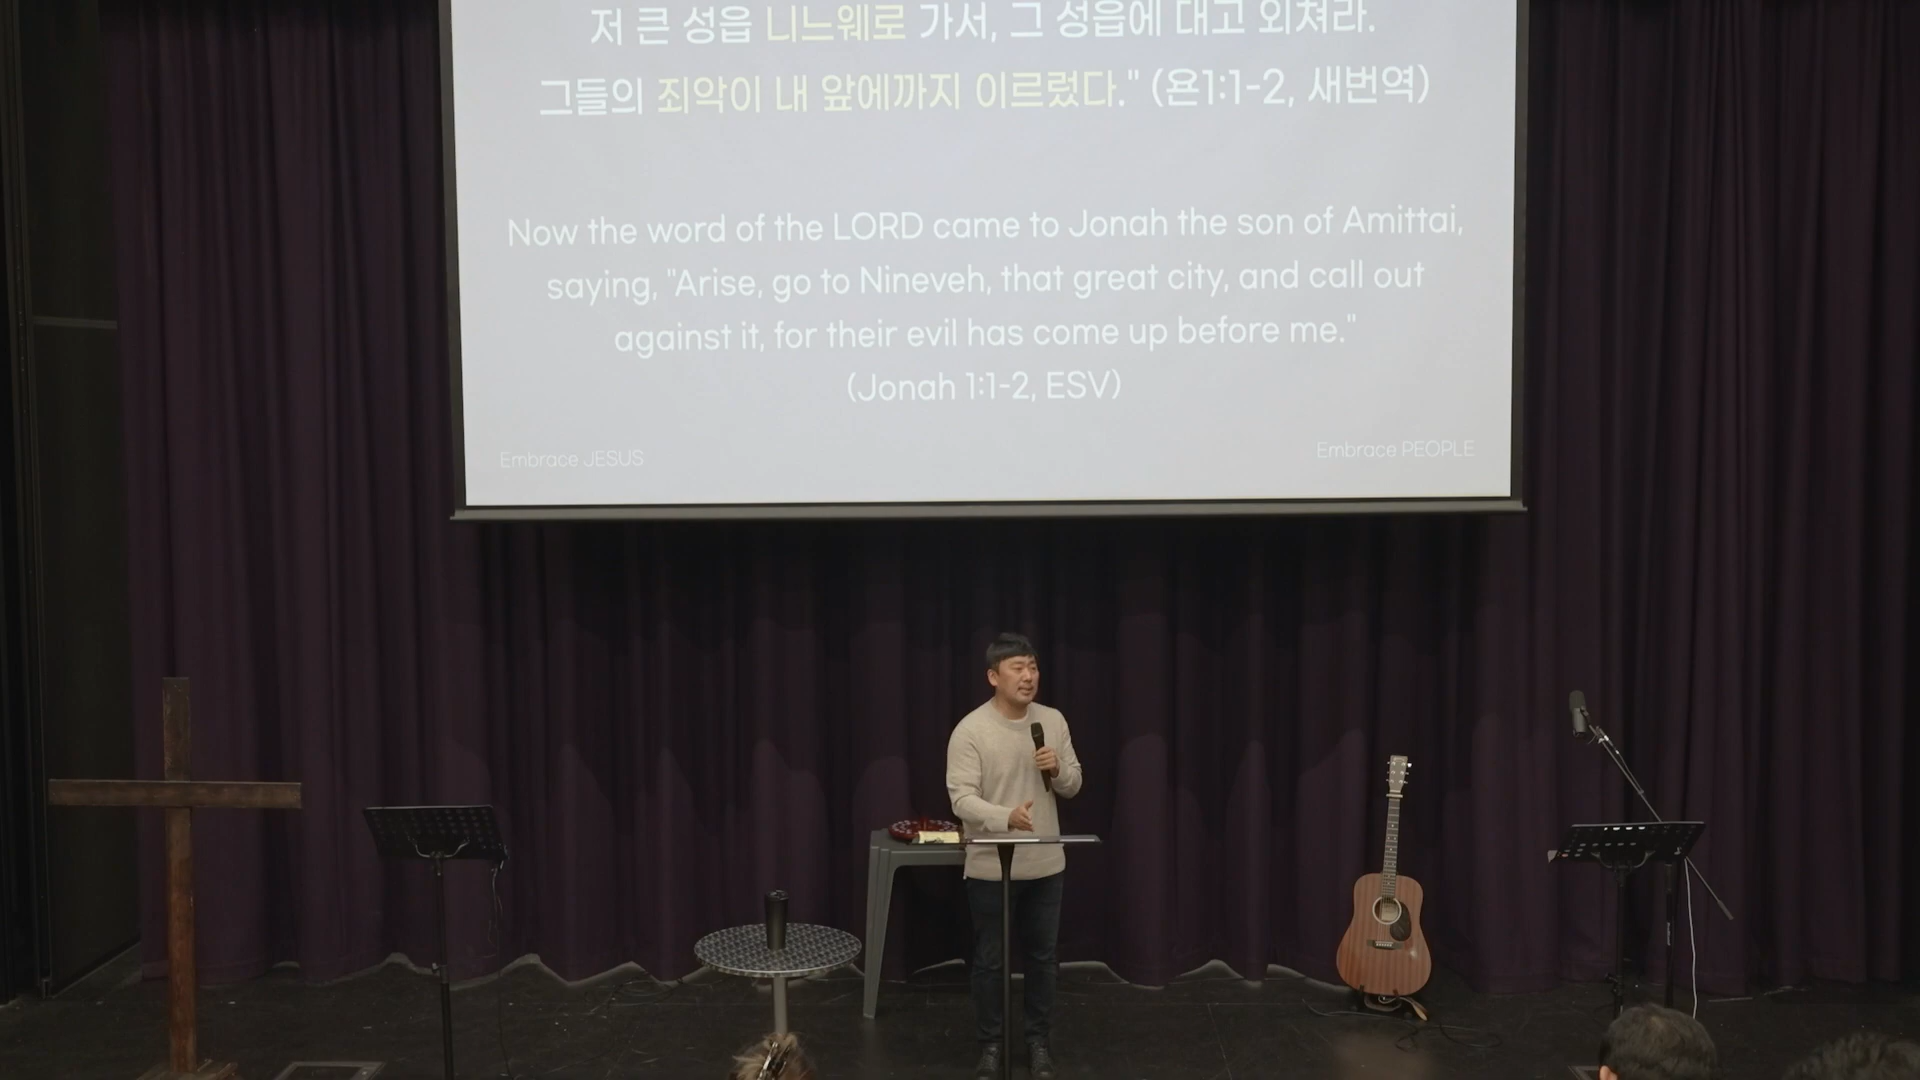 저 큰 성읍 니느웨로 가서, 그 성읍에 대고 외쳐라.
그들의 죄악이 내 앞에까지 이르렀다." (욘1:1-2, 새번역)
Now the word of the LORD came to Jonah the son of Amittai,
saying, "Arise, go to Nineveh, that great city, and call out
against it, for their evil has come up before me."
(Jonah 1:1-2, ESV)
Embrace JESUS
Embrace PEOPLE